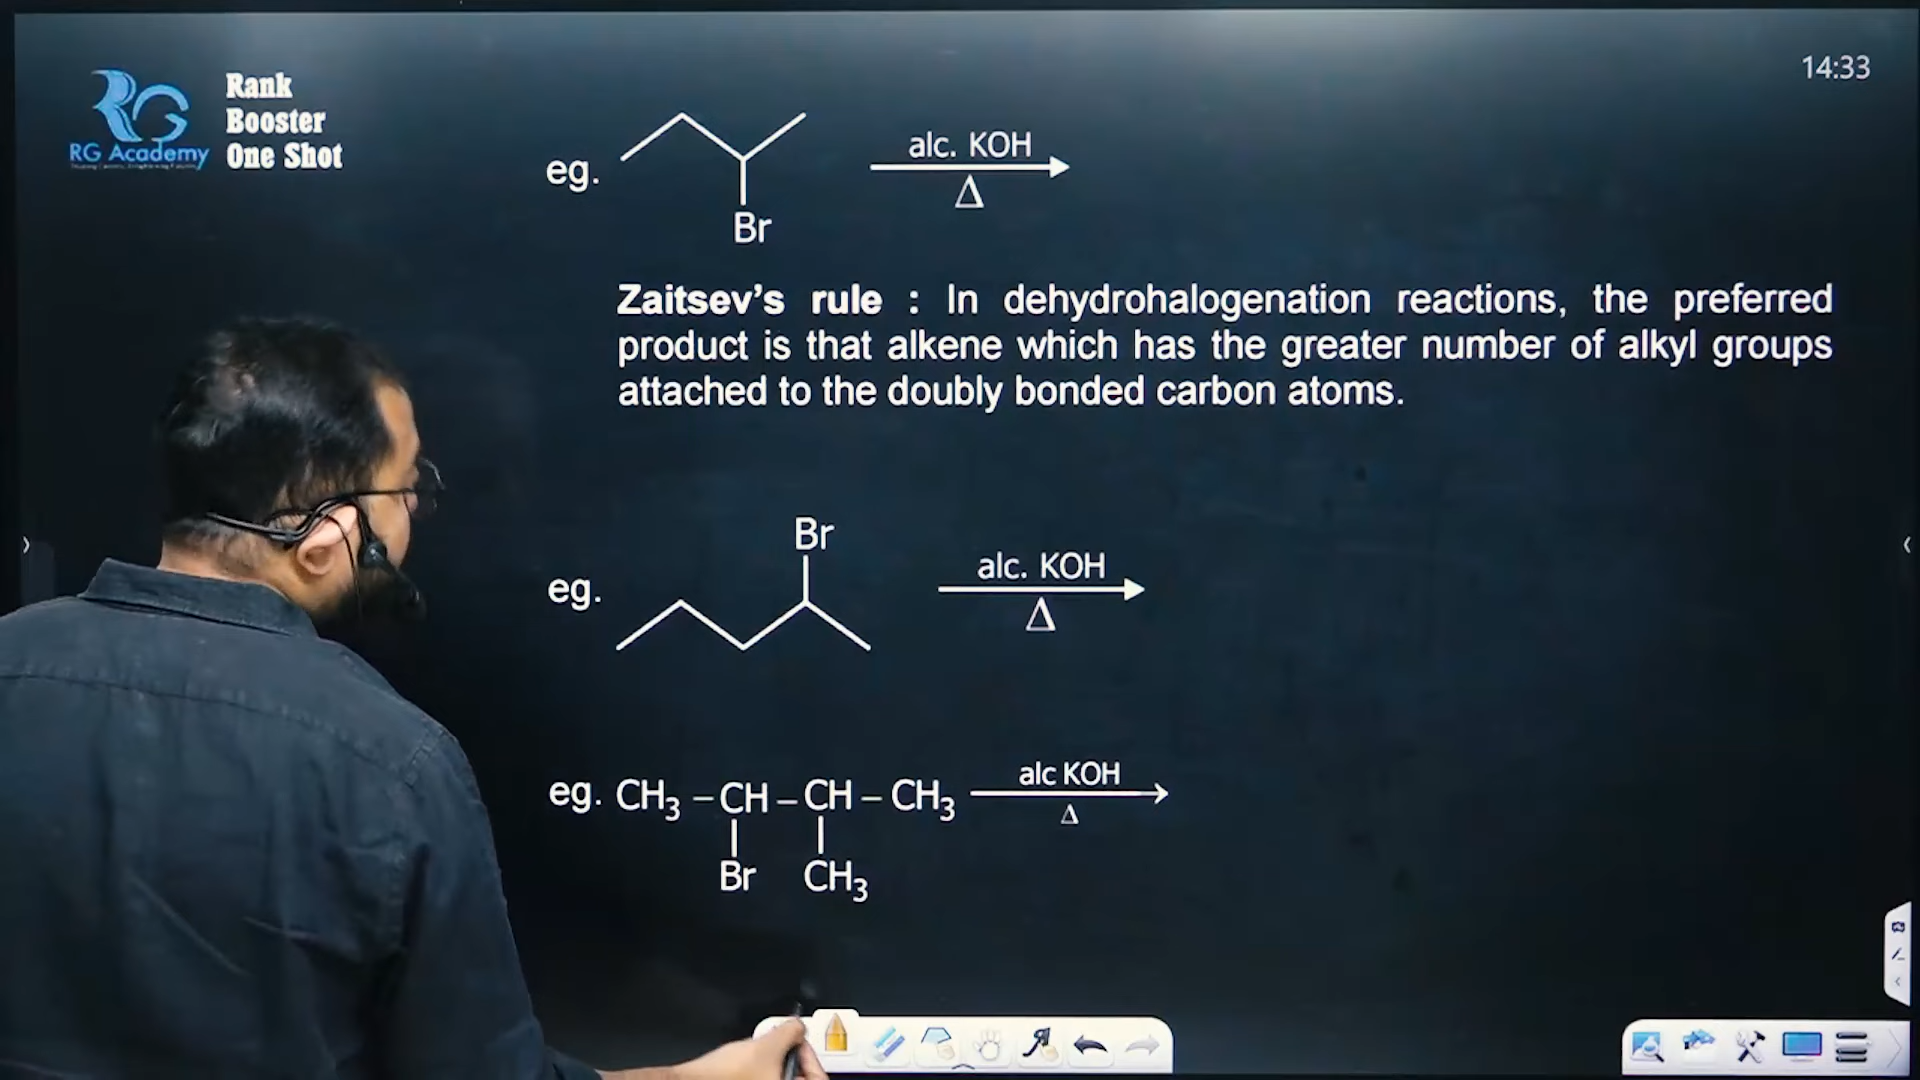 14:33
RG Academy
Rank
Booster
One Shot
eg.
alc. KOH
Δ
Br
Zaitsev's rule : In dehydrohalogenation reactions, the preferred
product is that alkene which has the greater number of alkyl groups
attached to the doubly bonded carbon atoms.
Br
eg.
alc. KOH
Δ
eg. CH₃ – CH – CH – CH₃
alc KOH
Δ
Br CH₃